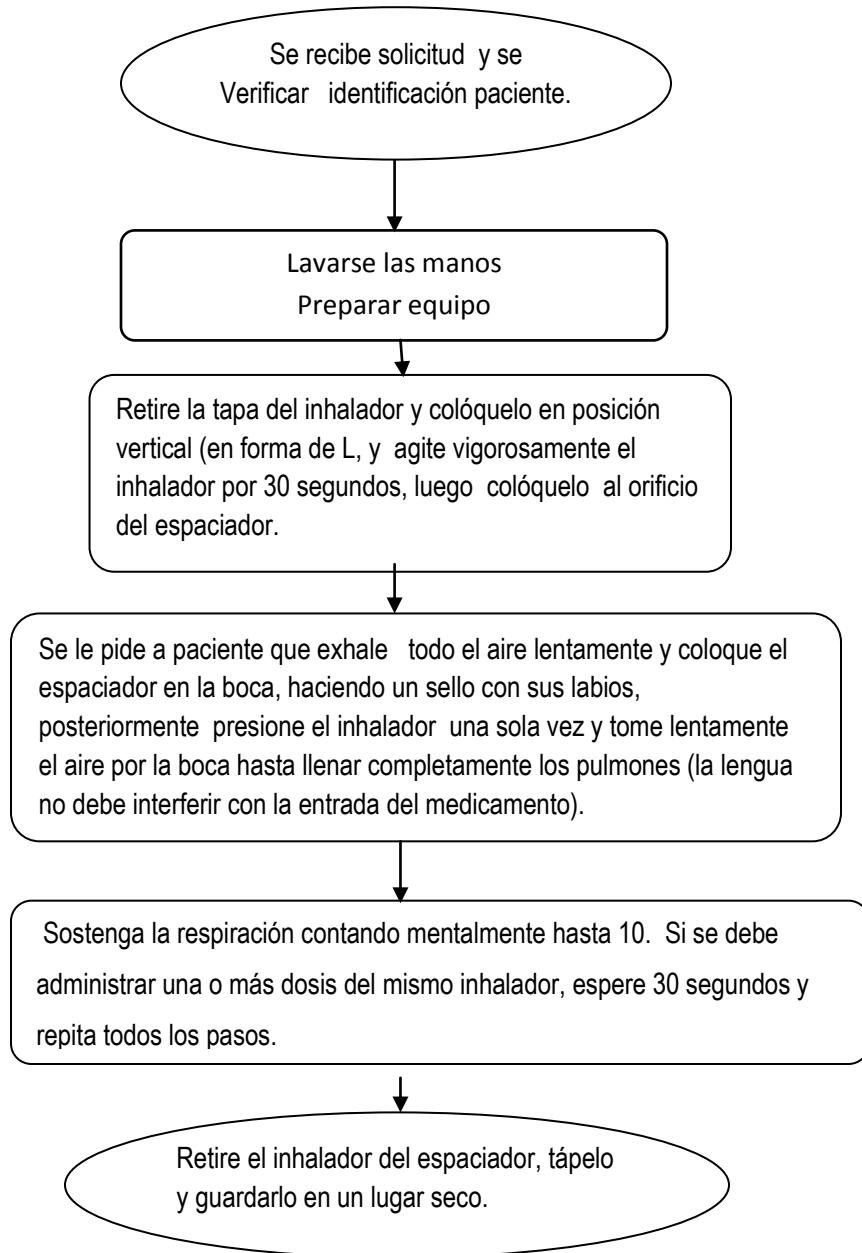 Se recibe solicitud y se
Verificar identificación paciente.
Lavarse las manos
Preparar equipo
Retire la tapa del inhalador y colóquelo en posición
vertical (en forma de L, y agite vigorosamente el
inhalador por 30 segundos, luego colóquelo al orificio
del espaciador.
Se le pide a paciente que exhale todo el aire lentamente y coloque el
espaciador en la boca, haciendo un sello con sus labios,
posteriormente presione el inhalador una sola vez y tome lentamente
el aire por la boca hasta llenar completamente los pulmones (la lengua
no debe interferir con la entrada del medicamento).
Sostenga la respiración contando mentalmente hasta 10. Si se debe
administrar una o más dosis del mismo inhalador, espere 30 segundos y
repita todos los pasos.
Retire el inhalador del espaciador, tápelo
y guardarlo en un lugar seco.